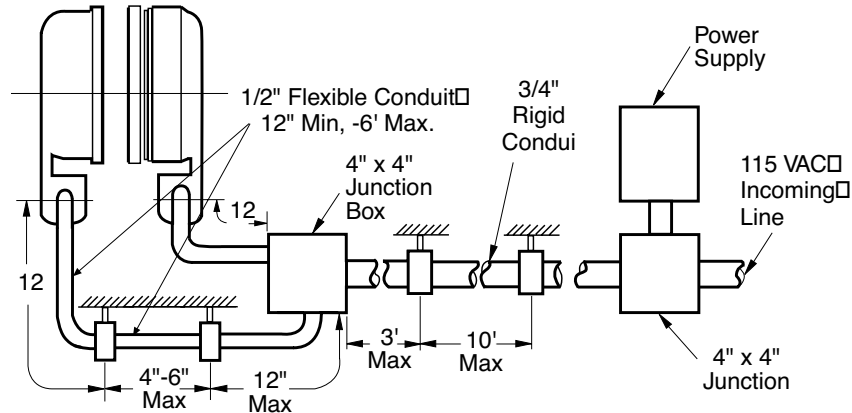 Power
Supply
1/2" Flexible Conduit□
12" Min, -6' Max.
3/4"
Rigid
Condui
4" x 4"
Junction
Box
115 VAC□
Incoming□
Line
12
12
3'
Max
10'
Max
4"-6"
Max
12"
Max
4" x 4"
Junction